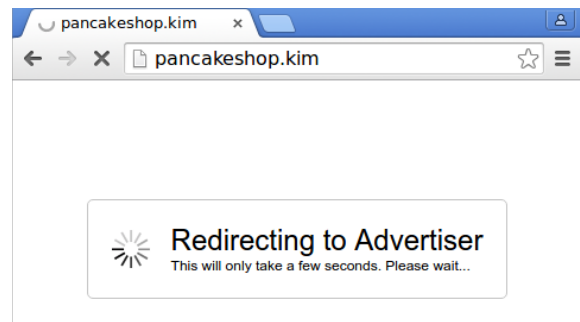 pancakeshop.kim
pancakeshop.kim
Redirecting to Advertiser
This will only take a few seconds. Please wait...